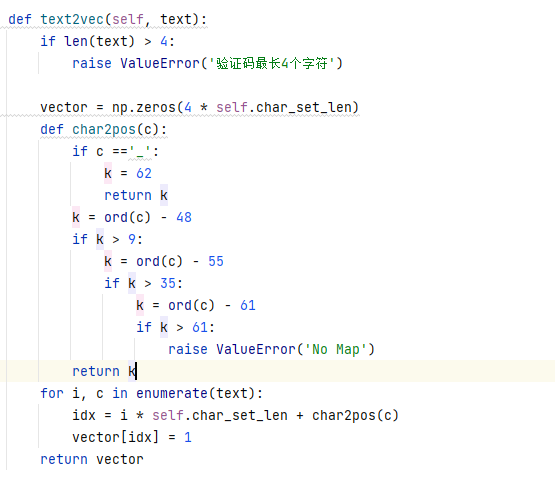 def text2vec(self, text):
    if len(text) > 4:
        raise ValueError('验证码最长4个字符')

    vector = np.zeros(4 * self.char_set_len)
    def char2pos(c):
        if c =='_':
            k = 62
            return k
        k = ord(c) - 48
        if k > 9:
            k = ord(c) - 55
            if k > 35:
                k = ord(c) - 61
                if k > 61:
                    raise ValueError('No Map')
        return k
    for i, c in enumerate(text):
        idx = i * self.char_set_len + char2pos(c)
        vector[idx] = 1
    return vector